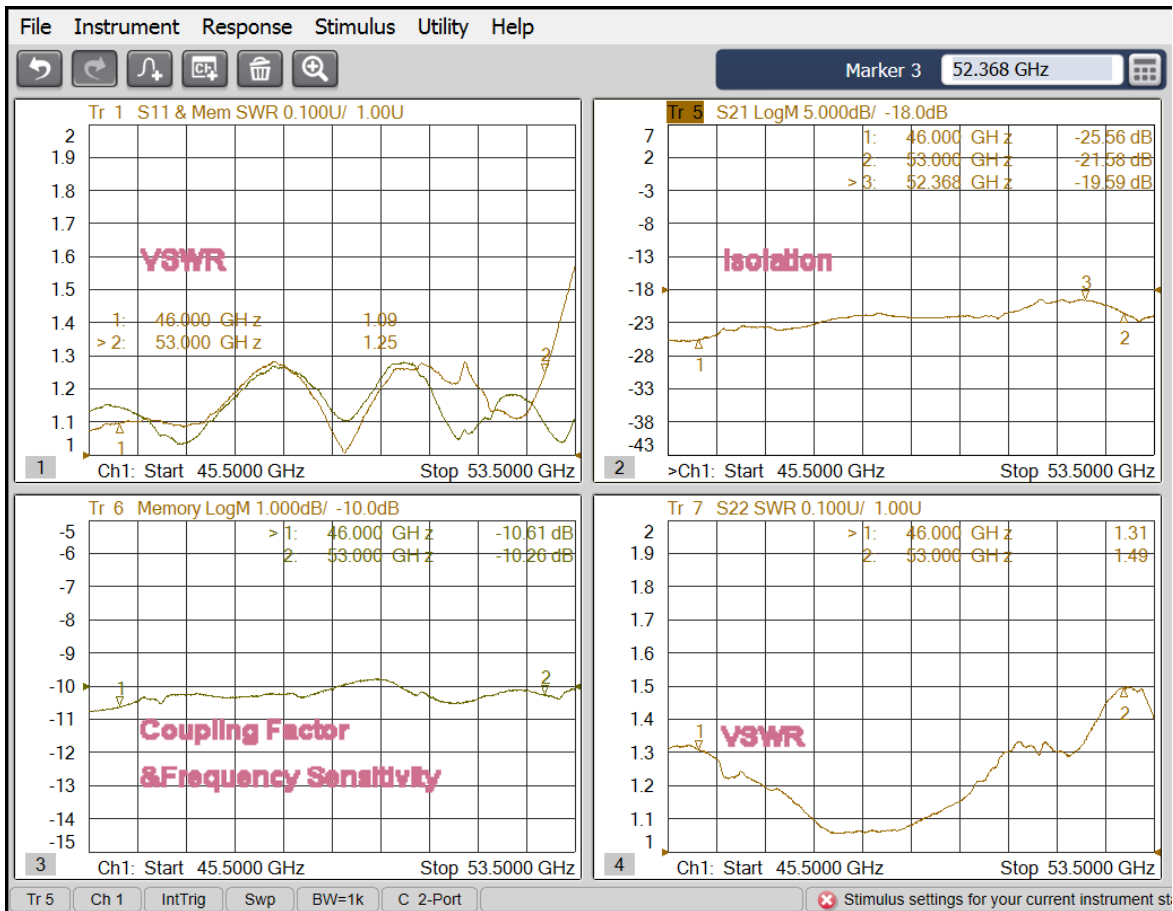 File Instrument Response Stimulus Utility Help
Marker 3 52.368 GHz
Tr 1 S11 & Mem SWR 0.100U/ 1.00U
2
1.9
1.8
1.7
1.6
1.5
1.4
1.3
1.2
1.1
1
VSWR
1: 46.000 GHz 1.09
> 2: 53.000 GHz 1.25
2
1
1 Ch1: Start 45.5000 GHz Stop 53.5000 GHz
Tr 5 S21 LogM 5.000dB/ -18.0dB
7
2
-3
-8
-13
-18
-23
-28
-33
-38
-43
1: 46.000 GHz -25.56 dB
2: 53.000 GHz -21.58 dB
> 3: 52.368 GHz -19.59 dB
Isolation
3
1
2
2 >Ch1: Start 45.5000 GHz Stop 53.5000 GHz
Tr 6 Memory LogM 1.000dB/ -10.0dB
-5
-6
-7
-8
-9
-10
-11
-12
-13
-14
-15
> 1: 46.000 GHz -10.61 dB
2: 53.000 GHz -10.26 dB
1
2
Coupling Factor
&Frequency Sensitivity
3 Ch1: Start 45.5000 GHz Stop 53.5000 GHz
Tr 7 S22 SWR 0.100U/ 1.00U
2
1.9
1.8
1.7
1.6
1.5
1.4
1.3
1.2
1.1
1
> 1: 46.000 GHz 1.31
2: 53.000 GHz 1.49
1
2
VSWR
4 Ch1: Start 45.5000 GHz Stop 53.5000 GHz
Tr 5 Ch 1 IntTrig Swp BW=1k C 2-Port Stimulus settings for your current instrument st